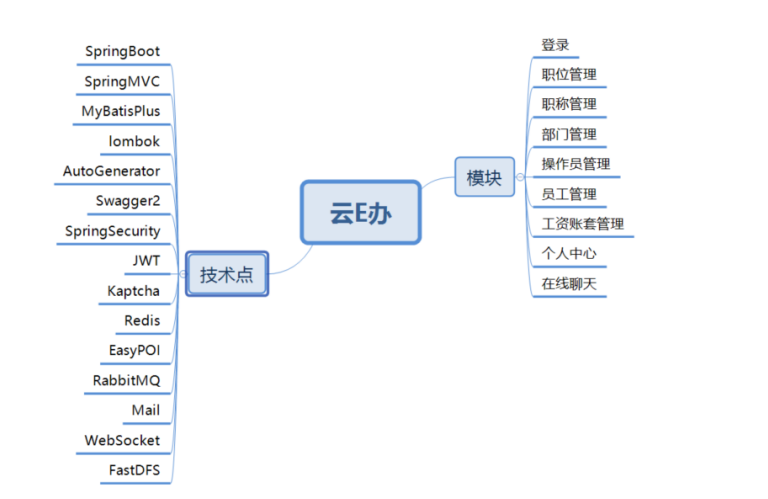 云E办
技术点
SpringBoot
SpringMVC
MyBatisPlus
lombok
AutoGenerator
Swagger2
SpringSecurity
JWT
Kaptcha
Redis
EasyPOI
RabbitMQ
Mail
WebSocket
FastDFS
模块
登录
职位管理
职称管理
部门管理
操作员管理
员工管理
工资账套管理
个人中心
在线聊天